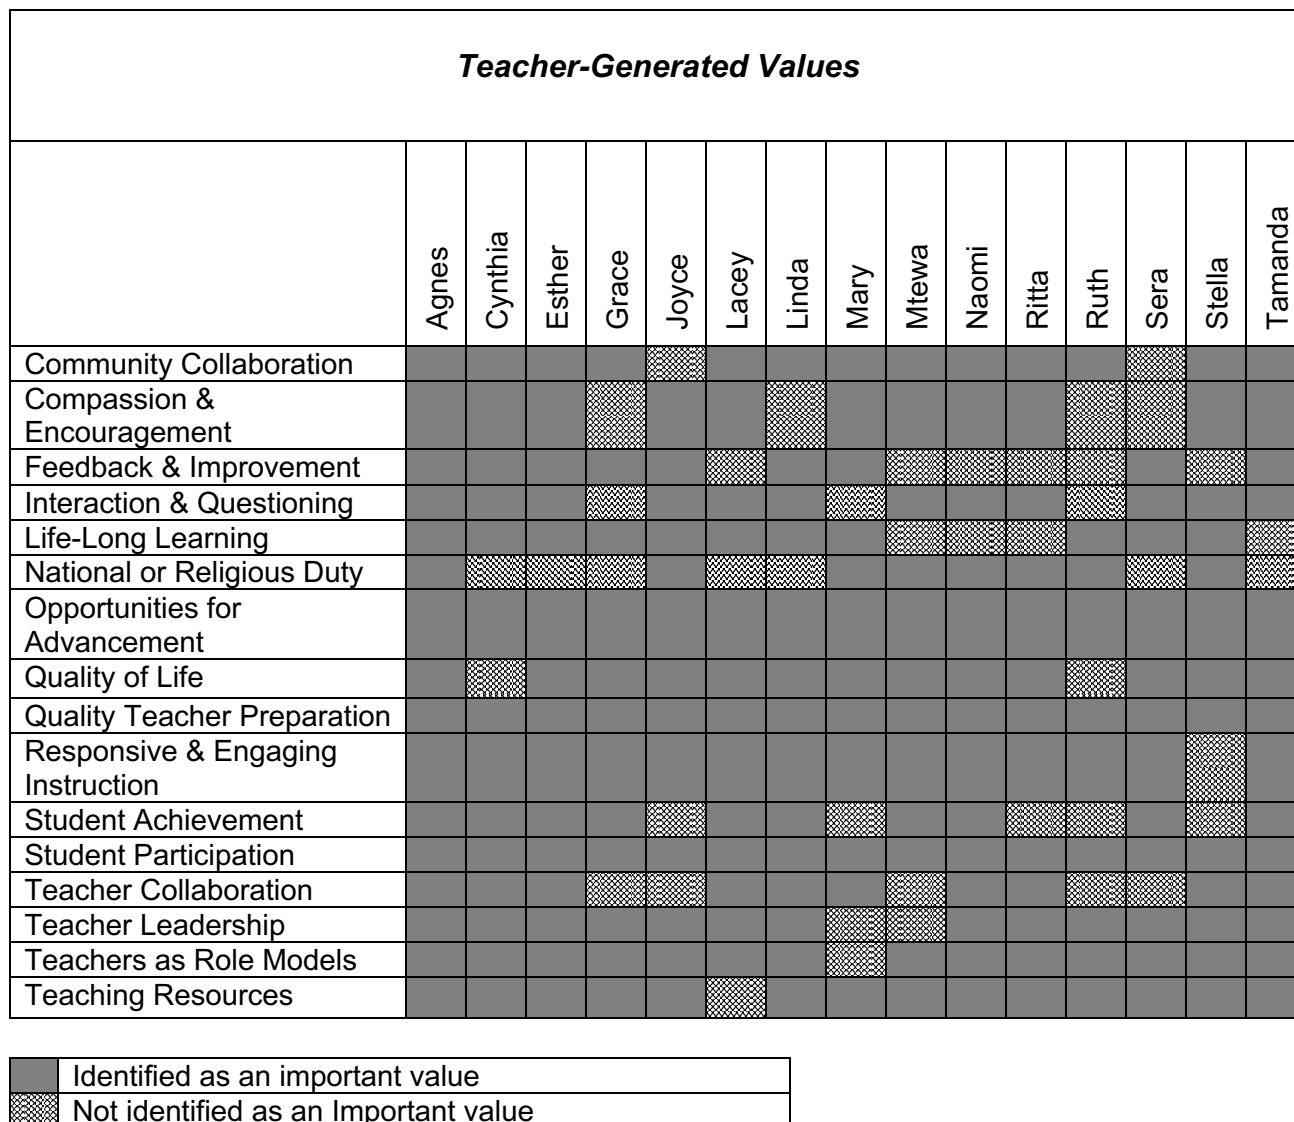 Teacher-Generated Values
Agnes
Cynthia
Esther
Grace
Joyce
Lacey
Linda
Mary
Mtewa
Naomi
Ritta
Ruth
Sera
Stella
Tamanda
Community Collaboration
Compassion &
Encouragement
Feedback & Improvement
Interaction & Questioning
Life-Long Learning
National or Religious Duty
Opportunities for
Advancement
Quality of Life
Quality Teacher Preparation
Responsive & Engaging
Instruction
Student Achievement
Student Participation
Teacher Collaboration
Teacher Leadership
Teachers as Role Models
Teaching Resources
Identified as an important value
Not identified as an Important value